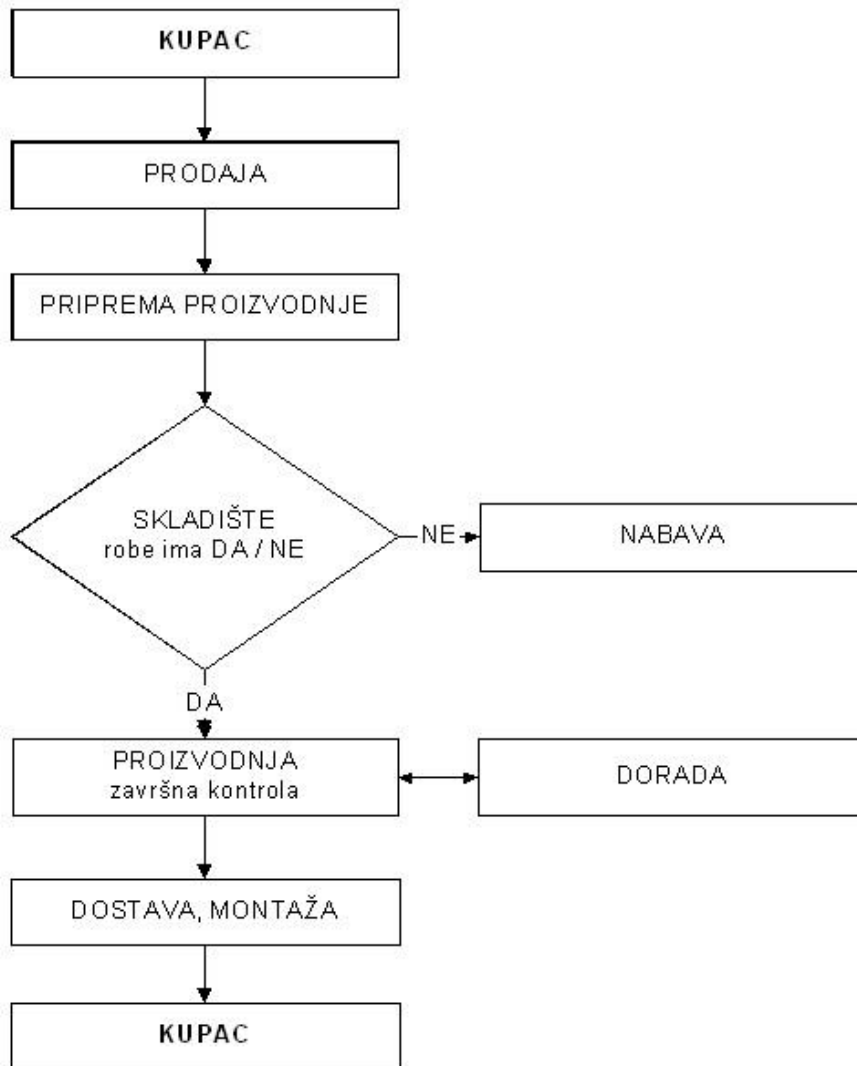 KUPAC
PRODAJA
PRIPREMA PROIZVODNJE
SKLADIŠTE
robe ima DA / NE
NE
NABAVA
DA
PROIZVODNJA
završna kontrola
DORADA
DOSTAVA, MONTAŽA
KUPAC